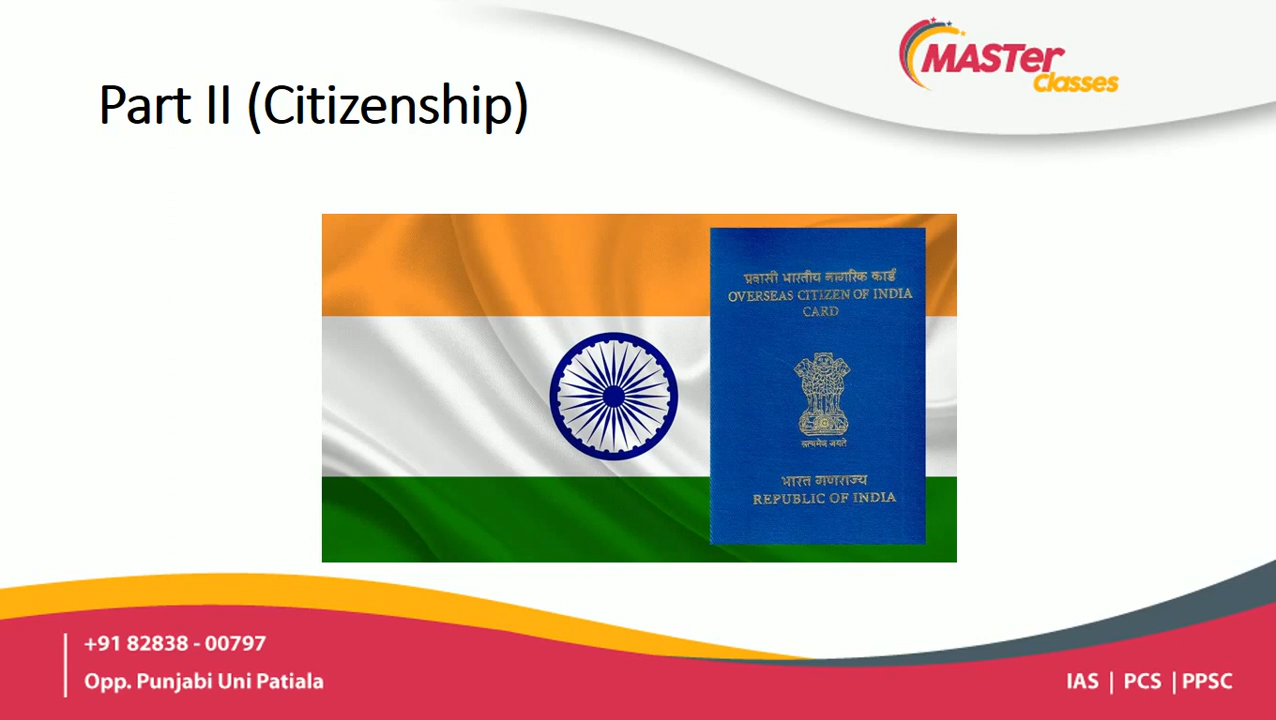 MASTer
Classes
Part II (Citizenship)
प्रवासी भारतीय नागरिक कार्ड
OVERSEAS CITIZEN OF INDIA
CARD
सत्यमेव जयते
भारत गणराज्य
REPUBLIC OF INDIA
+91 82838 - 00797
Opp. Punjabi Uni Patiala
IAS | PCS | PPSC